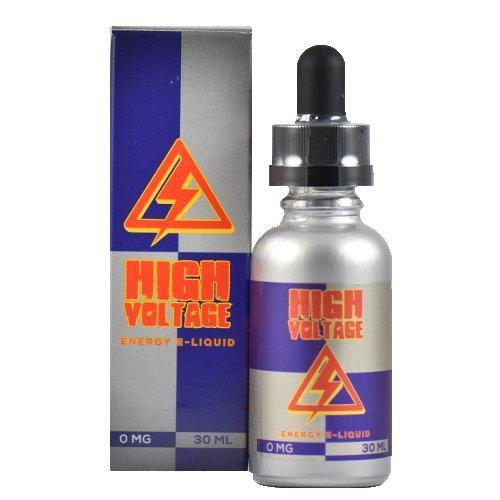 HIGH
VOLTAGE
ENERGY E-LIQUID
0 MG 30 ML
HIGH
VOLTAGE
ENERGY E-LIQUID
0 MG 30 ML